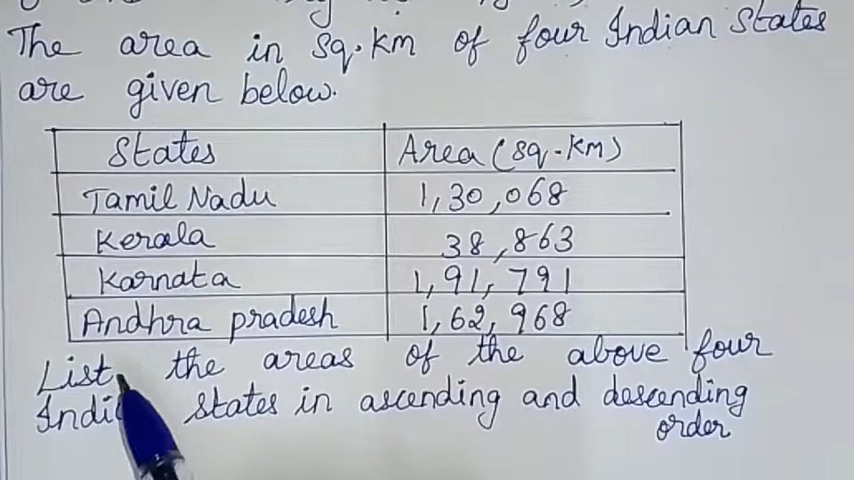 The area in sq.km of four Indian States
are given below.
States Area (sq-km)
Tamil Nadu 1,30,068
Kerala 38,863
Karnata 1,91,791
Andhra pradesh 1,62,968
List the areas of the above four
states in ascending and descending
order